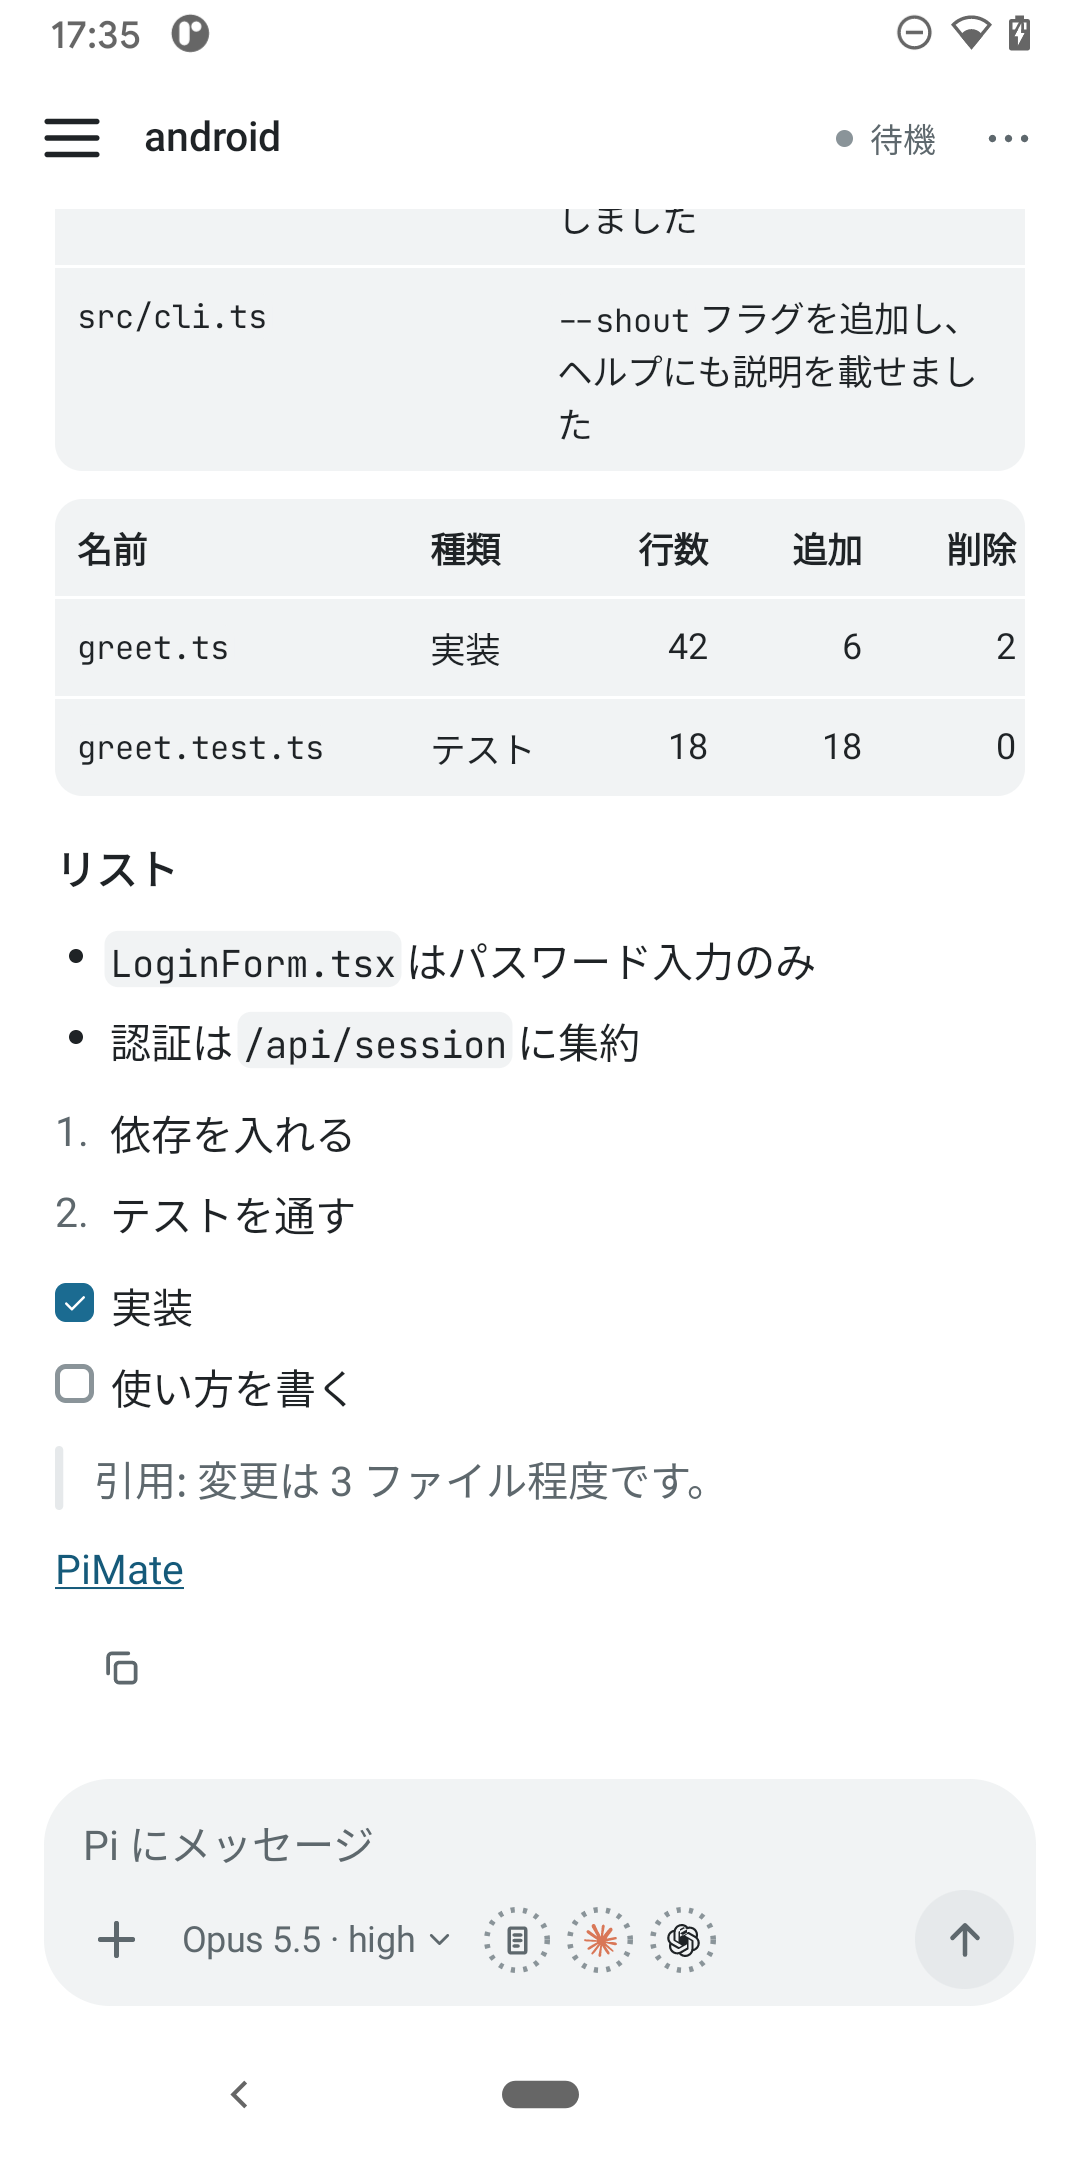 17:35
android
待機
しました
src/cli.ts
--shout フラグを追加し、
ヘルプにも説明を載せまし
た
名前 種類 行数 追加 削除
greet.ts 実装 42 6 2
greet.test.ts テスト 18 18 0
リスト
• LoginForm.tsx はパスワード入力のみ
• 認証は /api/session に集約
1. 依存を入れる
2. テストを通す
実装
使い方を書く
引用: 変更は 3 ファイル程度です。
PiMate
Pi にメッセージ
Opus 5.5 · high